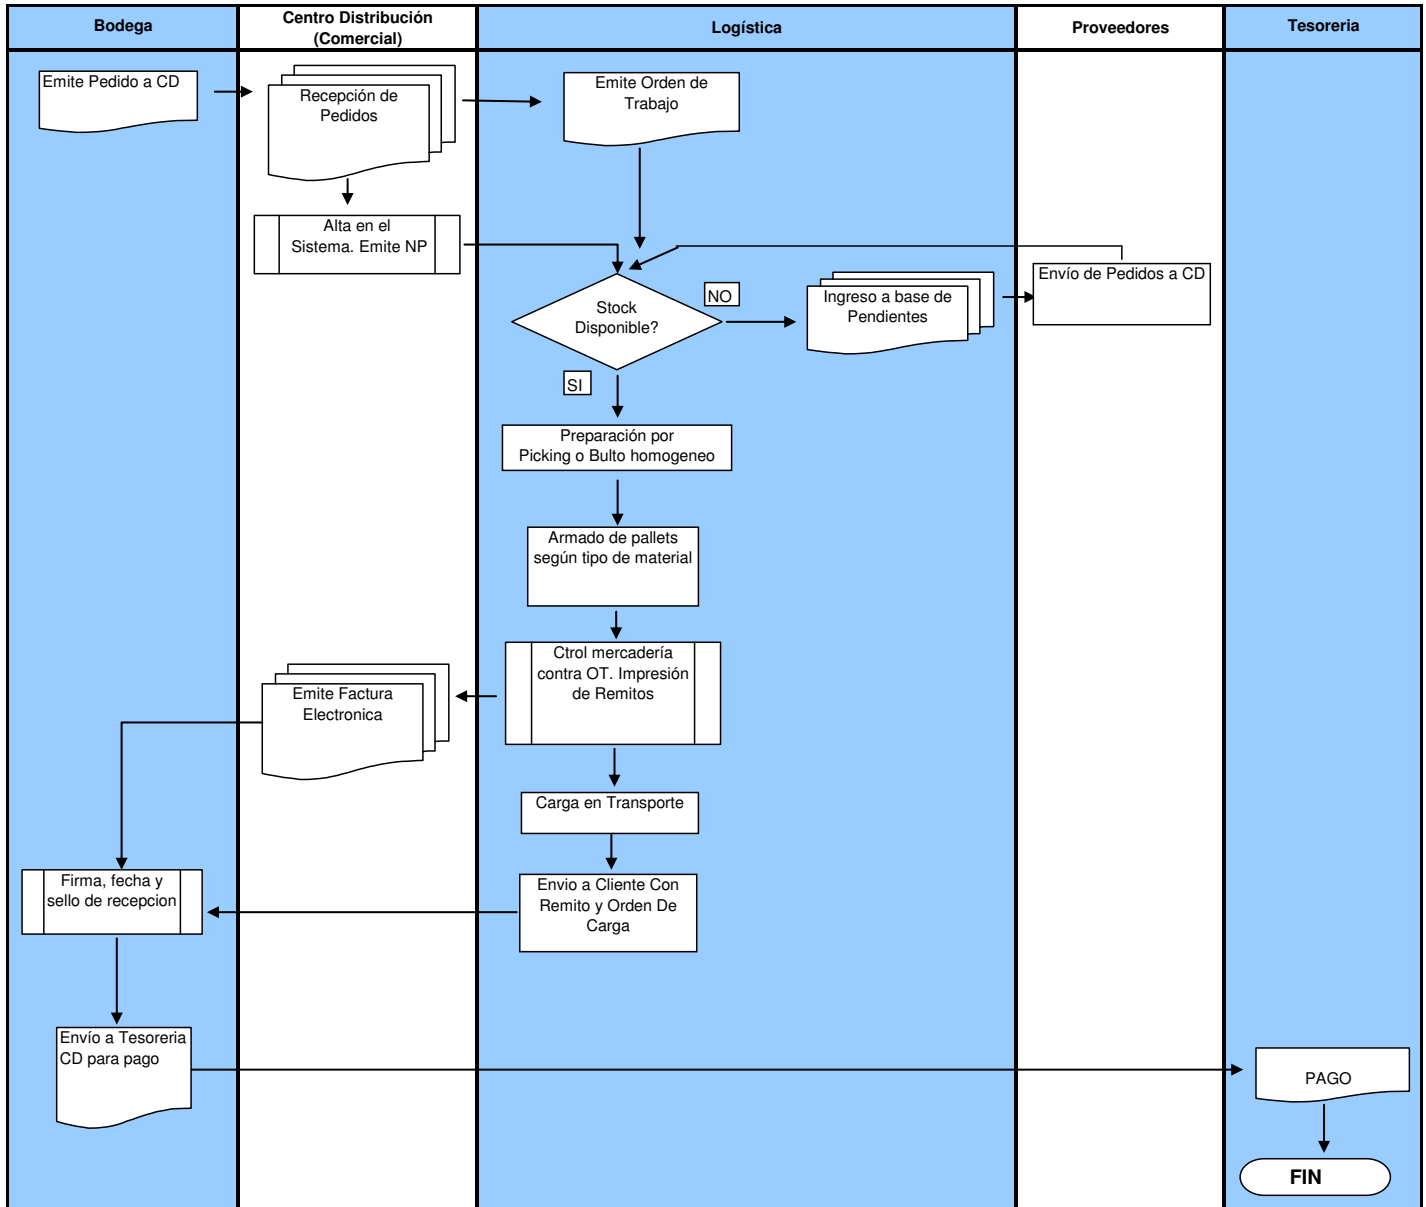 Bodega
Centro Distribución
(Comercial)
Logística
Proveedores
Tesoreria
Emite Pedido a CD
Recepción de
Pedidos
Emite Orden de
Trabajo
Alta en el
Sistema. Emite NP
Stock
Disponible?
NO
Ingreso a base de
Pendientes
Envío de Pedidos a CD
SI
Preparación por
Picking o Bulto homogeneo
Armado de pallets
según tipo de material
Ctrol mercadería
contra OT. Impresión
de Remitos
Emite Factura
Electronica
Carga en Transporte
Firma, fecha y
sello de recepcion
Envio a Cliente Con
Remito y Orden De
Carga
Envío a Tesoreria
CD para pago
PAGO
FIN